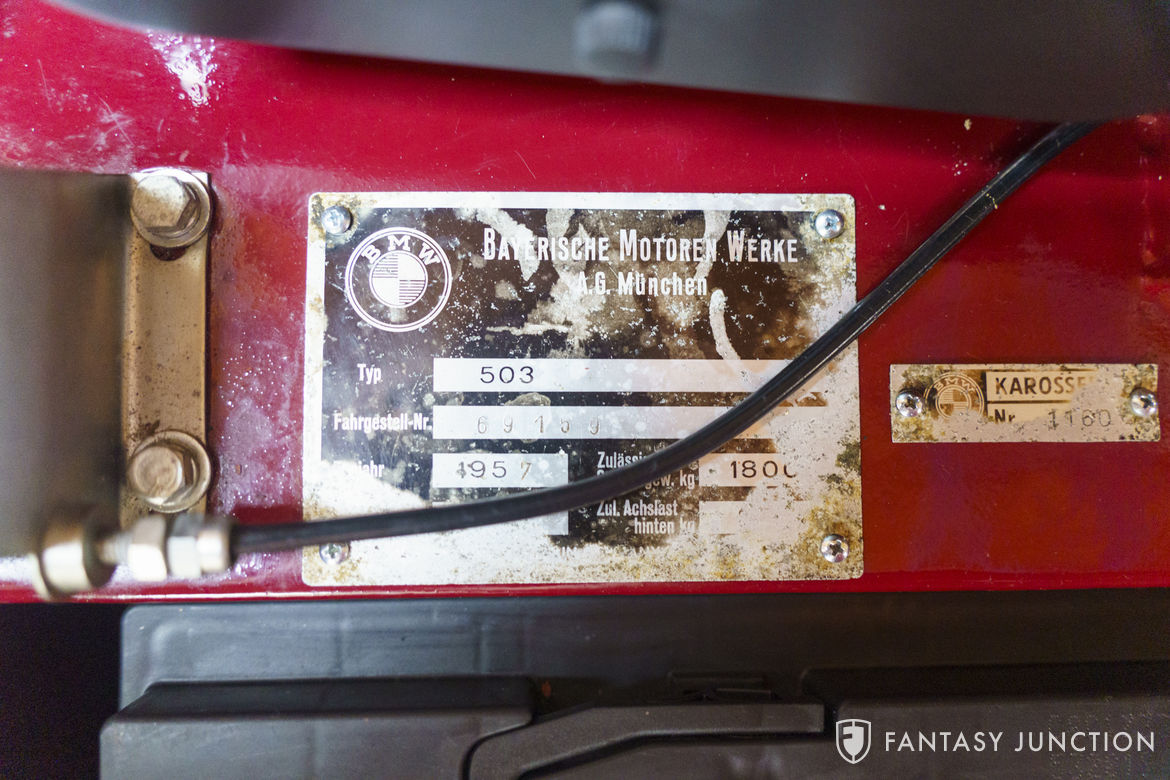 BMW
BAYERISCHE MOTOREN WERKE
A.G. München
Typ 503
Fahrgestell-Nr. 69159
1957
1800
Zul. Achslast
hinten kg
BMW
KAROSSE
Nr. 1160
FANTASY JUNCTION